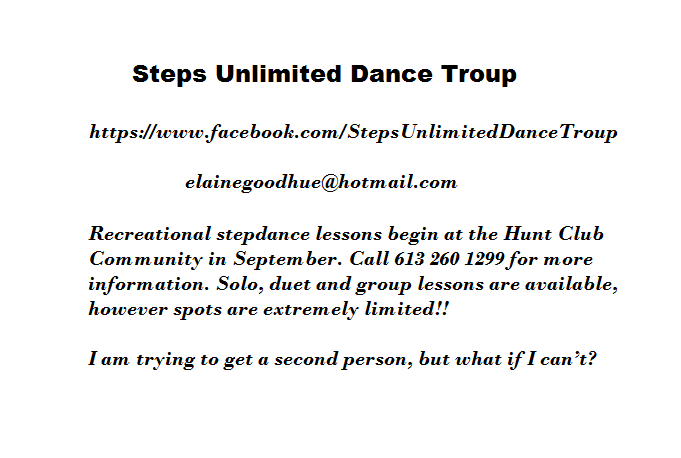 Steps Unlimited Dance Troup
https://www.facebook.com/StepsUnlimitedDanceTroup
elainegoodhue@hotmail.com
Recreational stepdance lessons begin at the Hunt Club
Community in September. Call 613 260 1299 for more
information. Solo, duet and group lessons are available,
however spots are extremely limited!!
I am trying to get a second person, but what if I can’t?